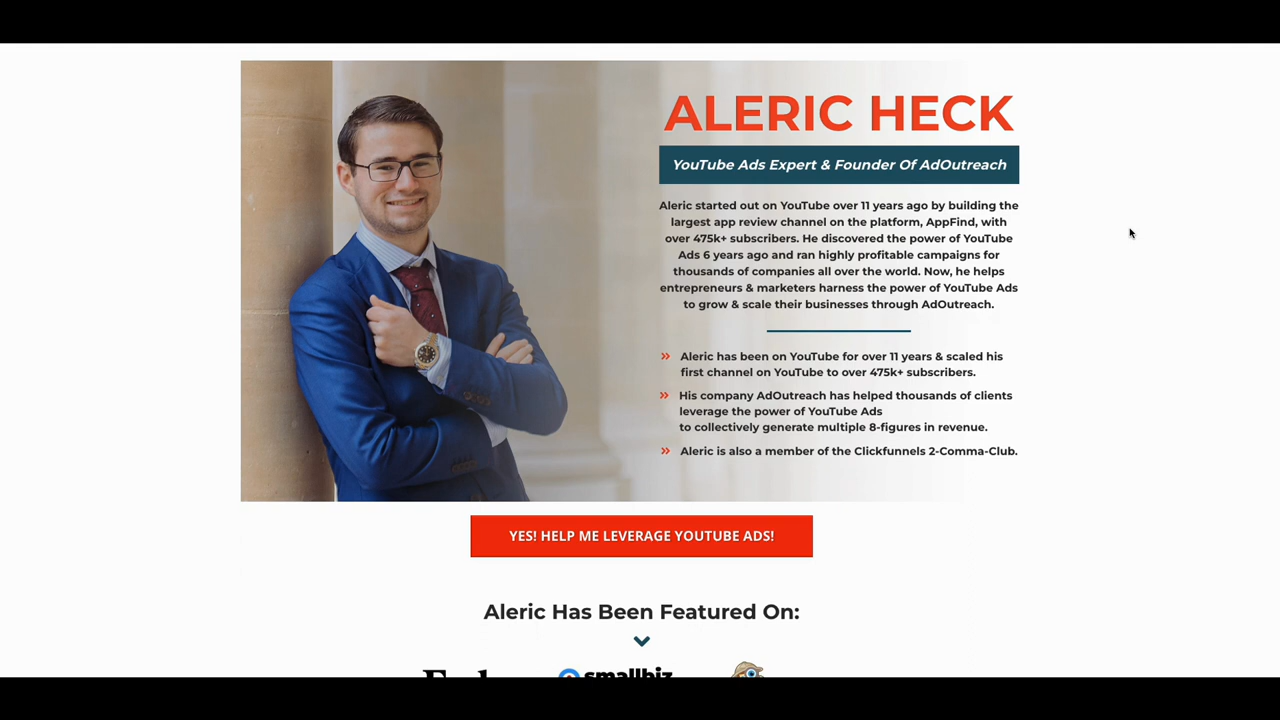 ALERIC HECK
YouTube Ads Expert & Founder Of AdOutreach
Aleric started out on YouTube over 11 years ago by building the
largest app review channel on the platform, AppFind, with
over 475k+ subscribers. He discovered the power of YouTube
Ads 6 years ago and ran highly profitable campaigns for
thousands of companies all over the world. Now, he helps
entrepreneurs & marketers harness the power of YouTube Ads
to grow & scale their businesses through AdOutreach.
Aleric has been on YouTube for over 11 years & scaled his
first channel on YouTube to over 475k+ subscribers.
His company AdOutreach has helped thousands of clients
leverage the power of YouTube Ads
to collectively generate multiple 8-figures in revenue.
Aleric is also a member of the Clickfunnels 2-Comma-Club.
YES! HELP ME LEVERAGE YOUTUBE ADS!
Aleric Has Been Featured On:
smallbiz